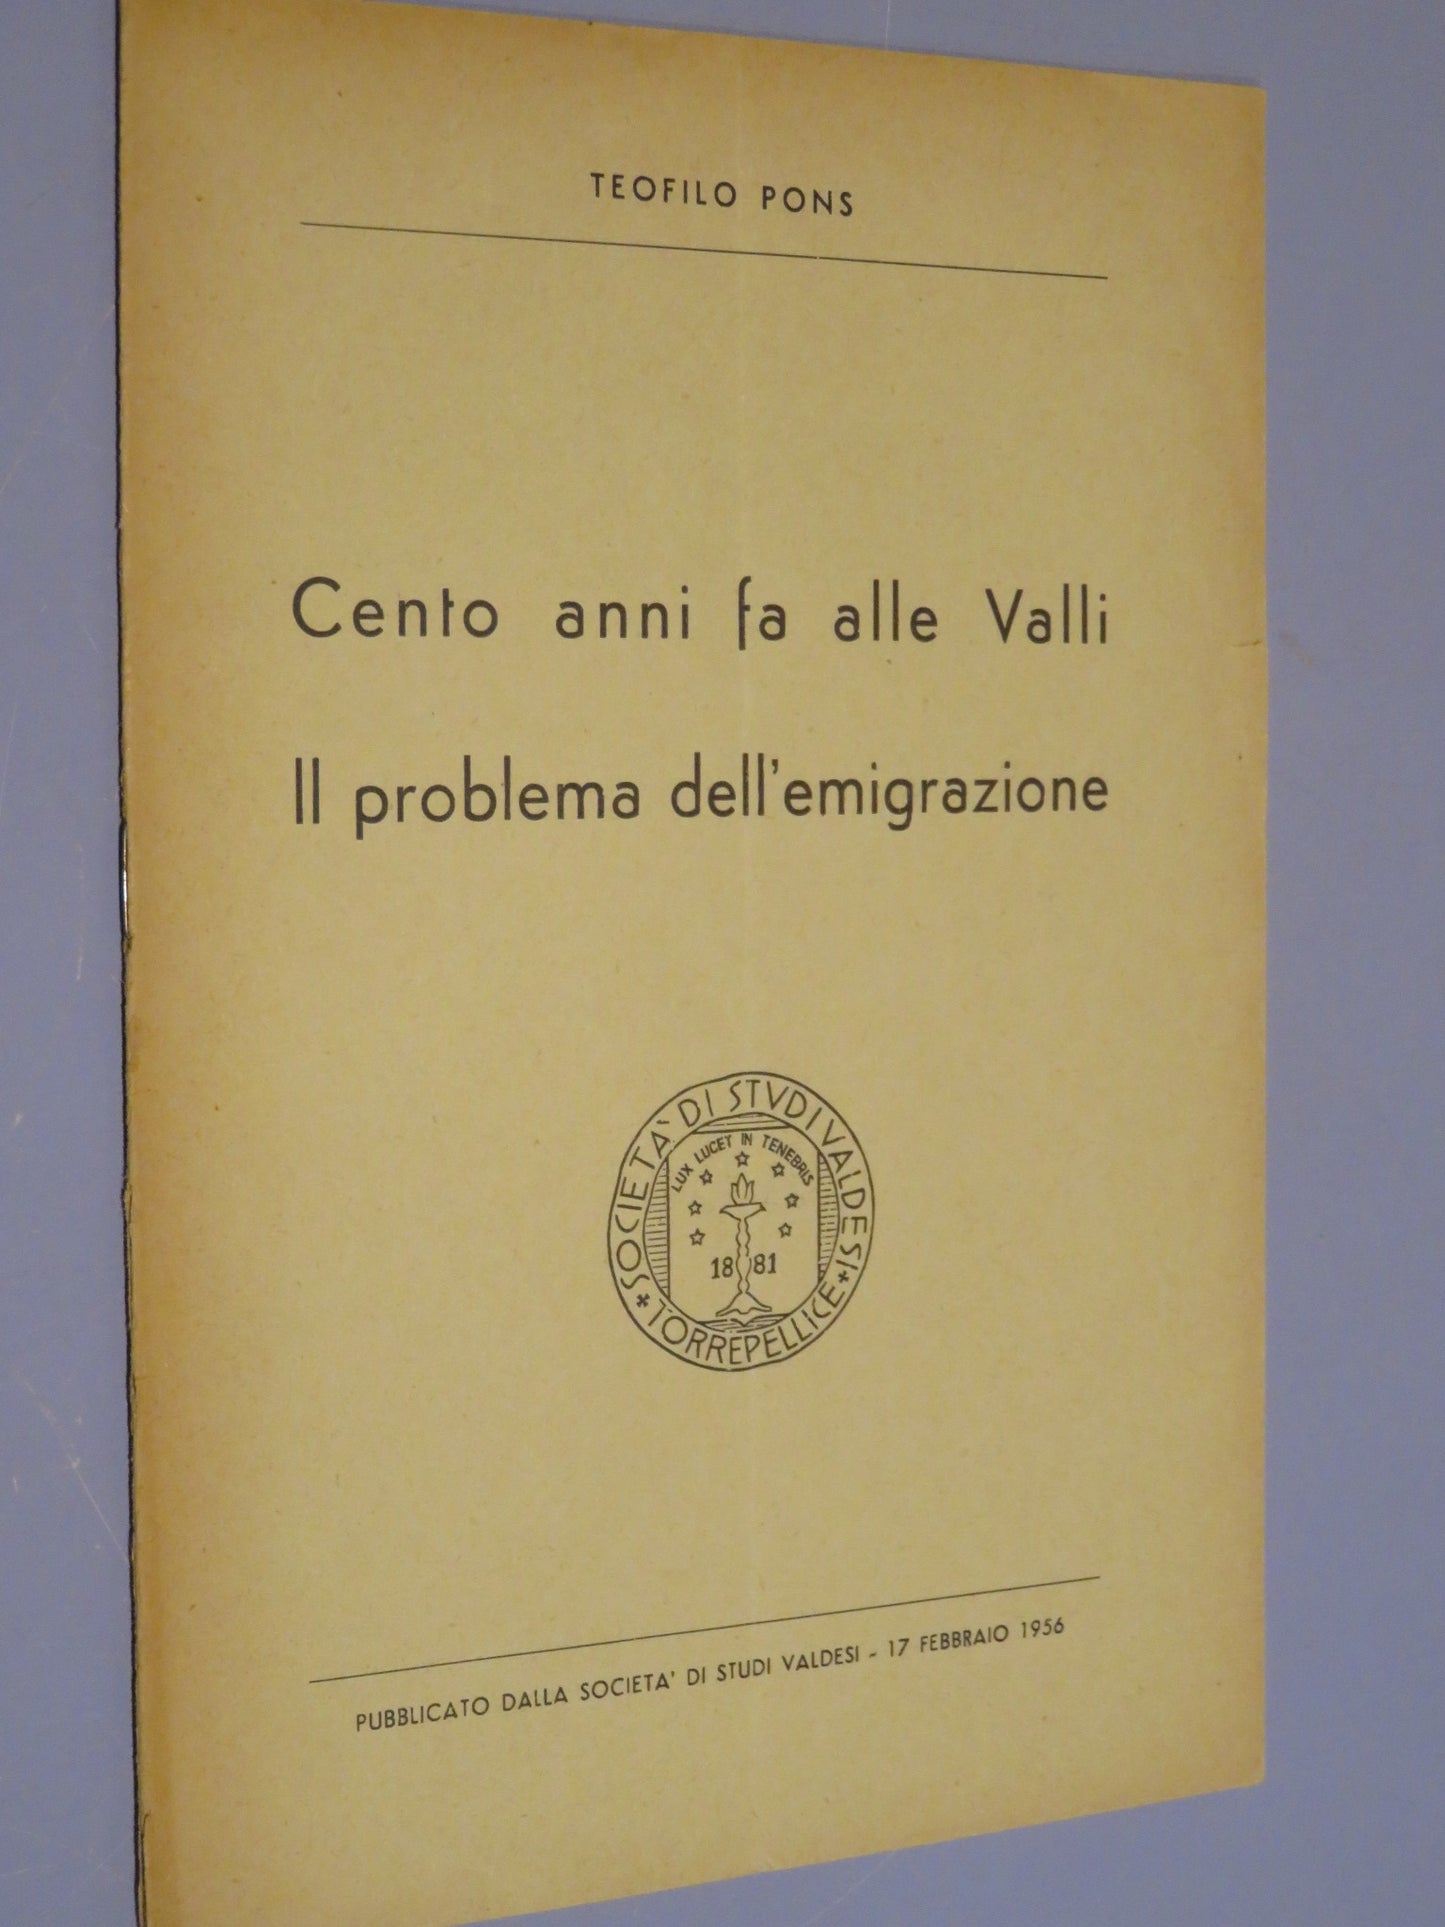 TEOFILO PONS
Cento anni fa alle Valli
Il problema dell'emigrazione
SOCIETA' DI STVDI VALDESI
LUX LUCET IN TENEBRIS
18 81
TORREPELLICE
PUBBLICATO DALLA SOCIETA' DI STUDI VALDESI - 17 FEBBRAIO 1956